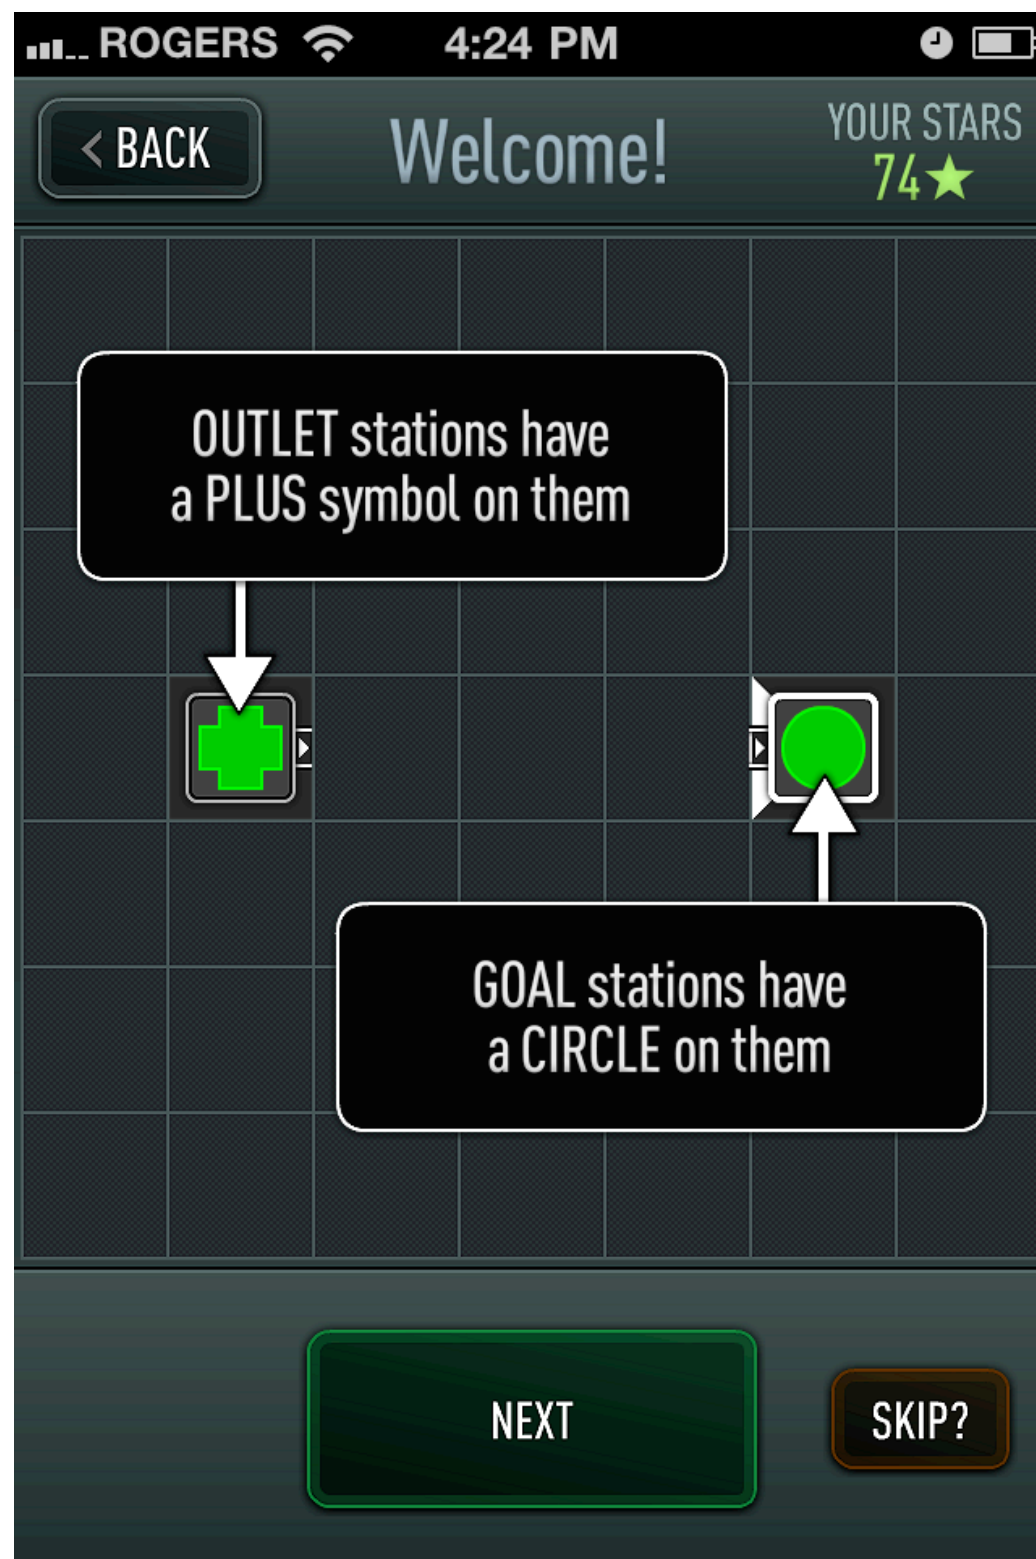 ROGERS 4:24 PM
< BACK
Welcome!
YOUR STARS
74★
OUTLET stations have
a PLUS symbol on them
GOAL stations have
a CIRCLE on them
NEXT
SKIP?